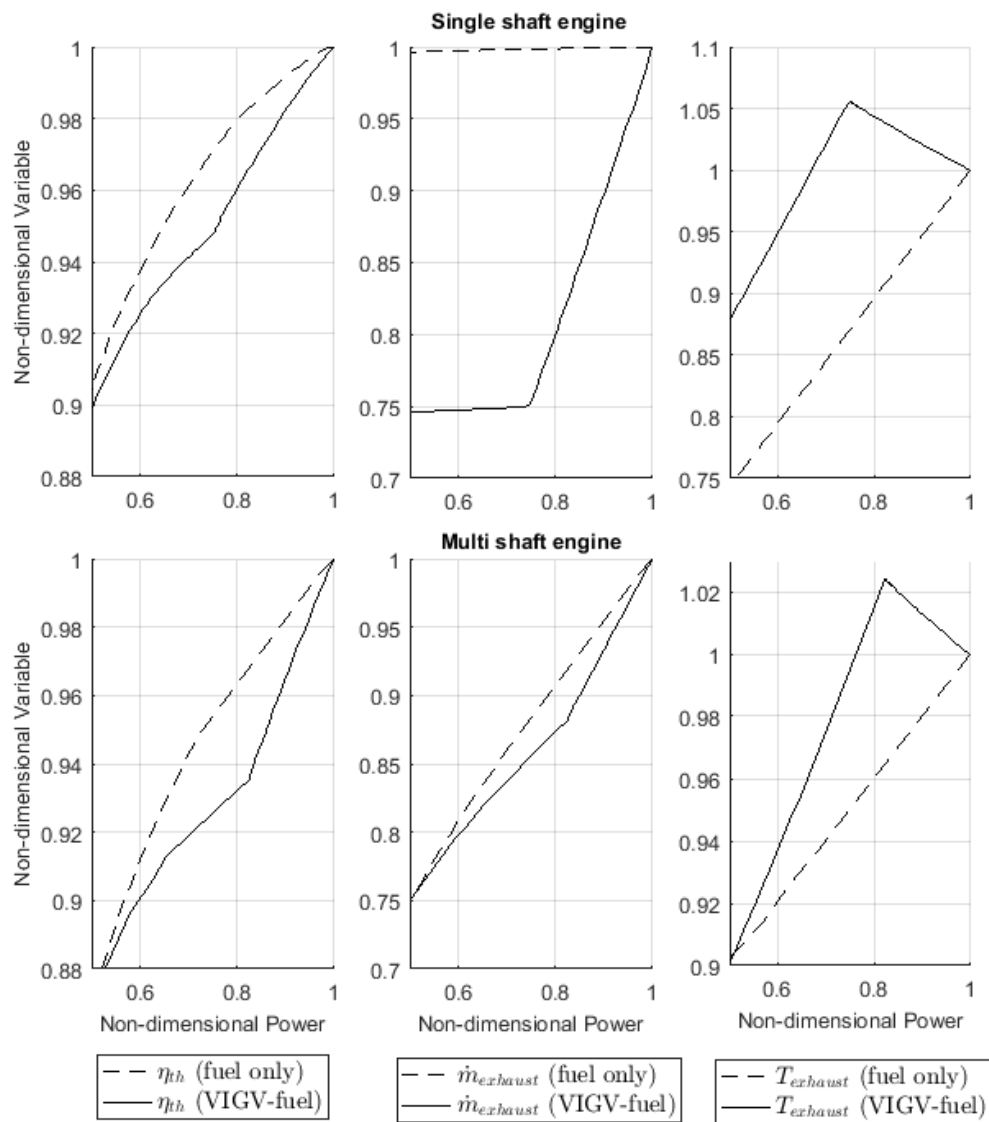 Single shaft engine
1
0.98
0.96
0.94
0.92
0.9
0.88
Non-dimensional Variable
0.6 0.8 1
1
0.95
0.9
0.85
0.8
0.75
0.7
0.6 0.8 1
1.1
1.05
1
0.95
0.9
0.85
0.8
0.75
0.6 0.8 1
Multi shaft engine
1
0.98
0.96
0.94
0.92
0.9
0.88
Non-dimensional Variable
0.6 0.8 1
Non-dimensional Power
1
0.95
0.9
0.85
0.8
0.75
0.7
0.6 0.8 1
Non-dimensional Power
1.02
1
0.98
0.96
0.94
0.92
0.9
0.6 0.8 1
Non-dimensional Power
η_th (fuel only)
η_th (VIGV-fuel)
ṁ_exhaust (fuel only)
ṁ_exhaust (VIGV-fuel)
T_exhaust (fuel only)
T_exhaust (VIGV-fuel)